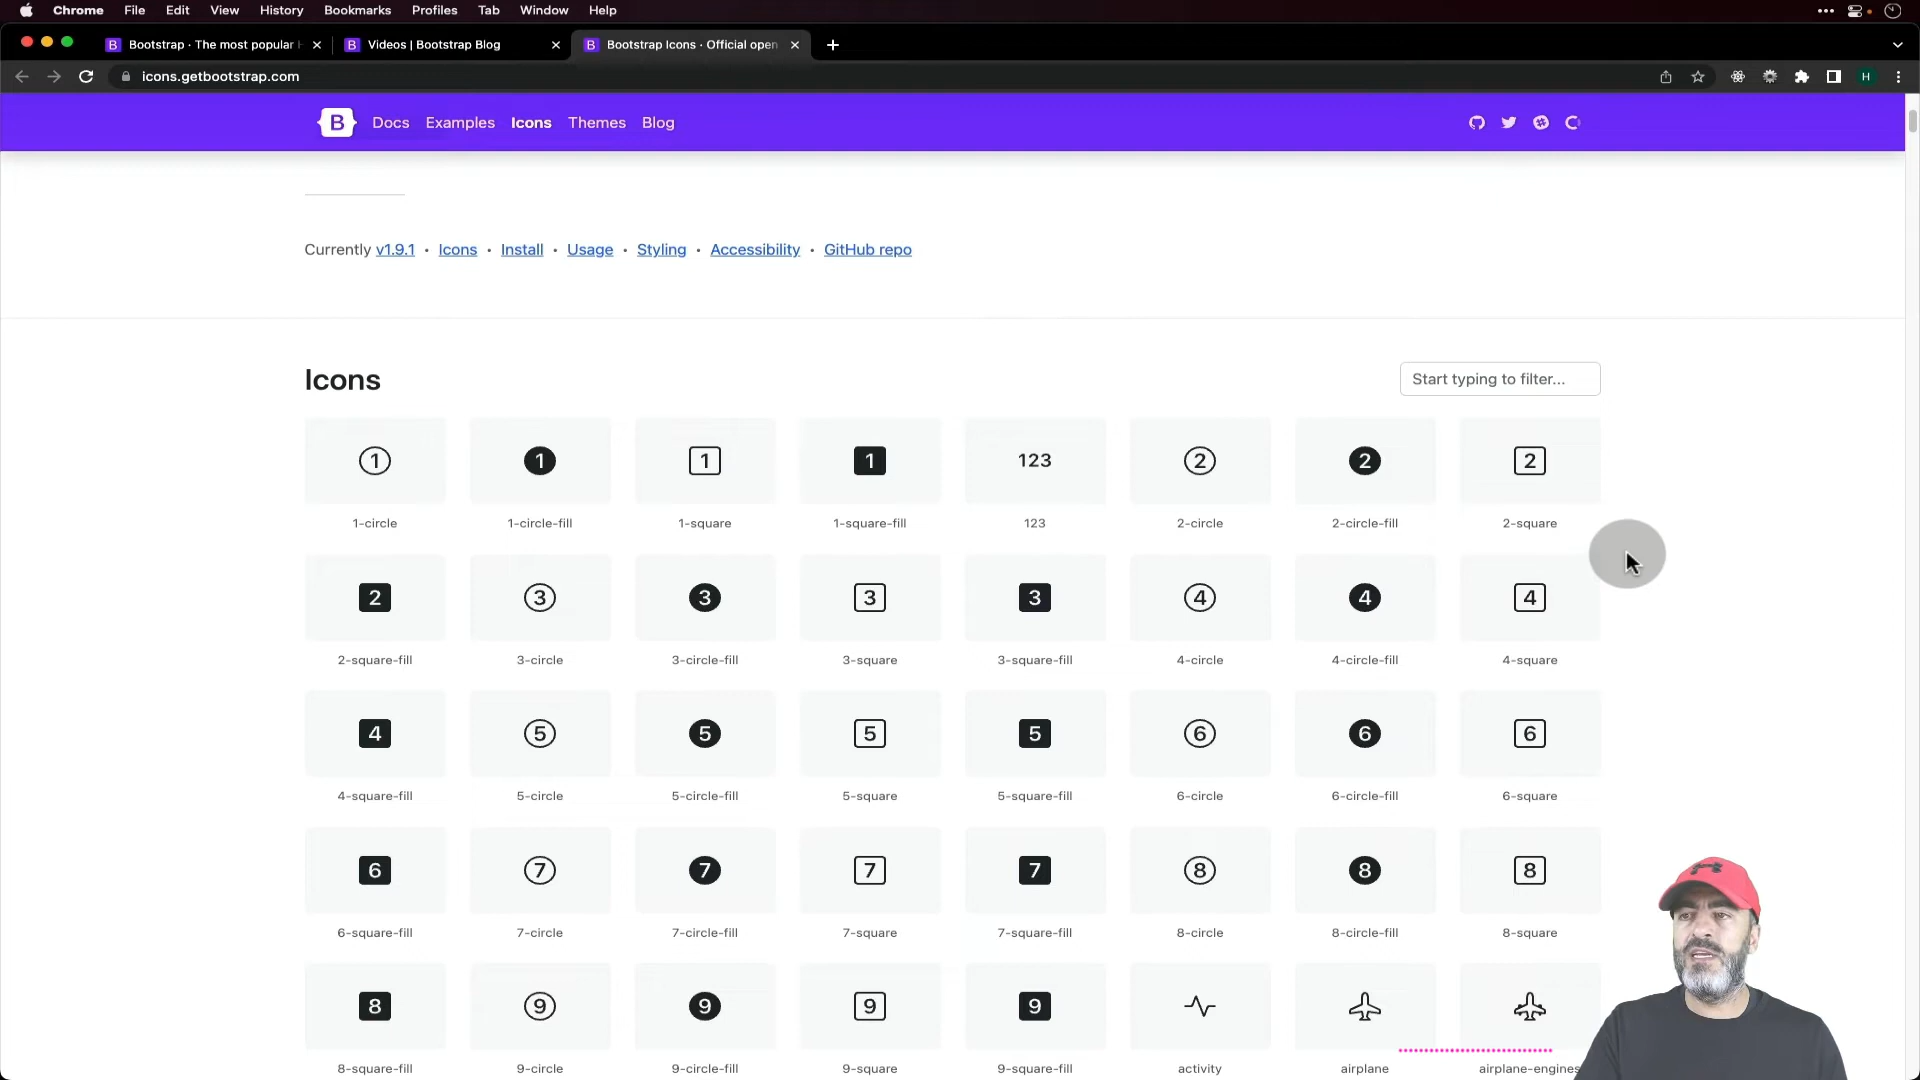 Chrome File Edit View History Bookmarks Profiles Tab Window Help
Bootstrap · The most popular H Videos | Bootstrap Blog Bootstrap Icons · Official open
icons.getbootstrap.com H
B Docs Examples Icons Themes Blog
Currently v1.9.1 · Icons · Install · Usage · Styling · Accessibility · GitHub repo
Icons Start typing to filter...
1 1 1 1 123 2 2 2
1-circle 1-circle-fill 1-square 1-square-fill 123 2-circle 2-circle-fill 2-square
2 3 3 3 3 4 4 4
2-square-fill 3-circle 3-circle-fill 3-square 3-square-fill 4-circle 4-circle-fill 4-square
4 5 5 5 5 6 6 6
4-square-fill 5-circle 5-circle-fill 5-square 5-square-fill 6-circle 6-circle-fill 6-square
6 7 7 7 7 8 8 8
6-square-fill 7-circle 7-circle-fill 7-square 7-square-fill 8-circle 8-circle-fill 8-square
8 9 9 9 9
8-square-fill 9-circle 9-circle-fill 9-square 9-square-fill activity airplane airplane-engines